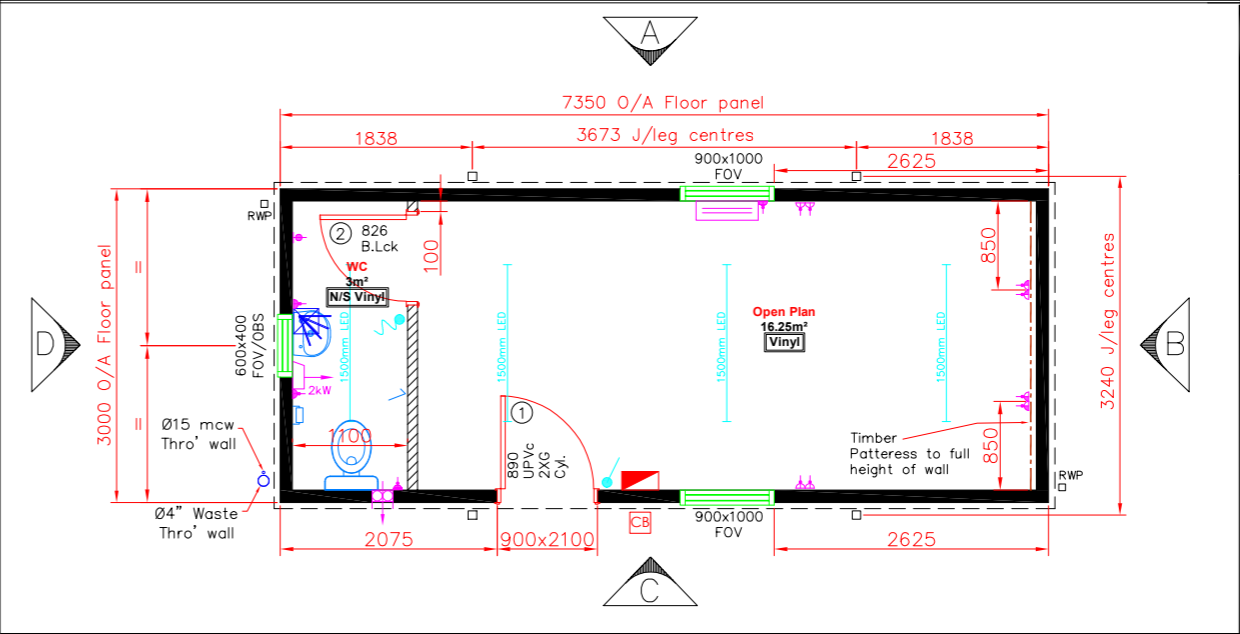 A
7350 O/A Floor panel
1838
3673 J/leg centres
1838
900x1000
FOV
2625
RWP
2
826
B.Lck
100
WC
3m²
N/S Vinyl
850
Open Plan
16.25m²
Vinyl
3000 O/A Floor panel
=
=
D
600x400
FOV/OBS
1500mm LED
1500mm LED
1500mm LED
1500mm LED
2kW
3240 J/leg centres
B
1
890
UPVc
2XG
Cyl.
1100
Ø15 mcw
Thro' wall
Timber
Patteress to full
height of wall
850
RWP
Ø4" Waste
Thro' wall
CB
900x1000
FOV
2075
900x2100
2625
C